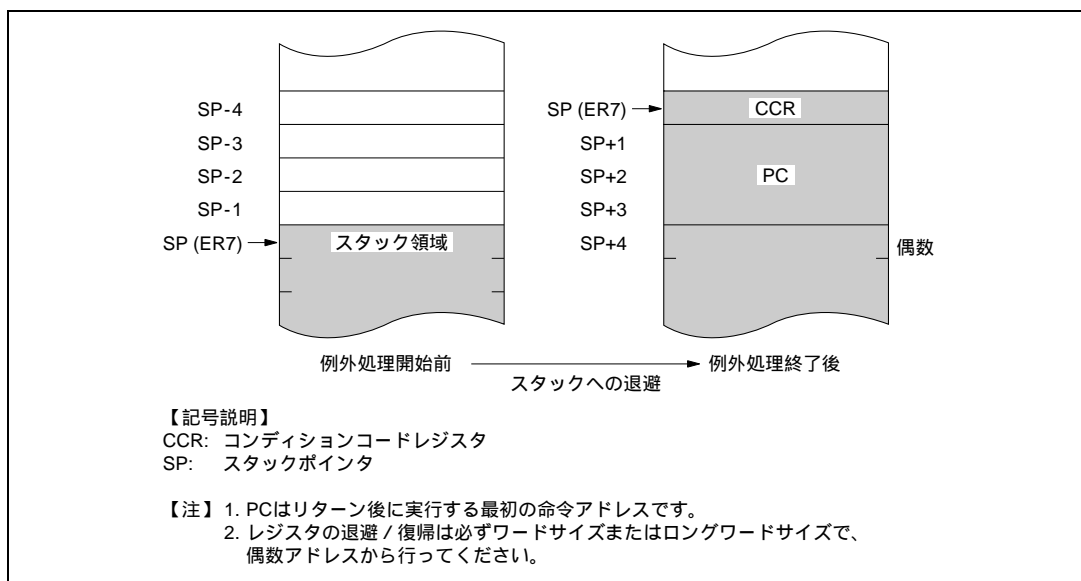 SP-4
SP-3
SP-2
SP-1
SP (ER7)
スタック領域
SP (ER7)
CCR
SP+1
SP+2
PC
SP+3
SP+4
偶数
例外処理開始前
スタックへの退避
例外処理終了後
【記号説明】
CCR: コンディションコードレジスタ
SP: スタックポインタ
【注】 1. PCはリターン後に実行する最初の命令アドレスです。
2. レジスタの退避 / 復帰は必ずワードサイズまたはロングワードサイズで、
偶数アドレスから行ってください。